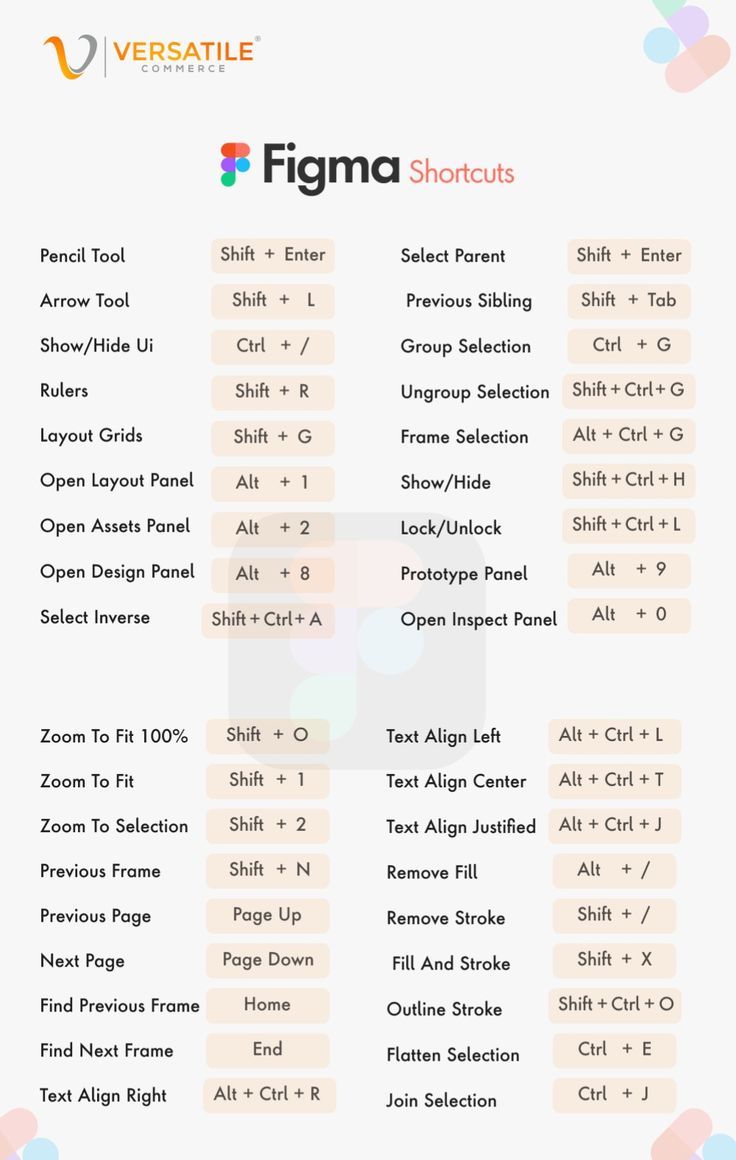 VERSATILE®
COMMERCE
Figma Shortcuts
Pencil Tool Shift + Enter
Arrow Tool Shift + L
Show/Hide Ui Ctrl + /
Rulers Shift + R
Layout Grids Shift + G
Open Layout Panel Alt + 1
Open Assets Panel Alt + 2
Open Design Panel Alt + 8
Select Inverse Shift + Ctrl + A
Select Parent Shift + Enter
Previous Sibling Shift + Tab
Group Selection Ctrl + G
Ungroup Selection Shift + Ctrl + G
Frame Selection Alt + Ctrl + G
Show/Hide Shift + Ctrl + H
Lock/Unlock Shift + Ctrl + L
Prototype Panel Alt + 9
Open Inspect Panel Alt + 0
Zoom To Fit 100% Shift + O
Zoom To Fit Shift + 1
Zoom To Selection Shift + 2
Previous Frame Shift + N
Previous Page Page Up
Next Page Page Down
Find Previous Frame Home
Find Next Frame End
Text Align Right Alt + Ctrl + R
Text Align Left Alt + Ctrl + L
Text Align Center Alt + Ctrl + T
Text Align Justified Alt + Ctrl + J
Remove Fill Alt + /
Remove Stroke Shift + /
Fill And Stroke Shift + X
Outline Stroke Shift + Ctrl + O
Flatten Selection Ctrl + E
Join Selection Ctrl + J